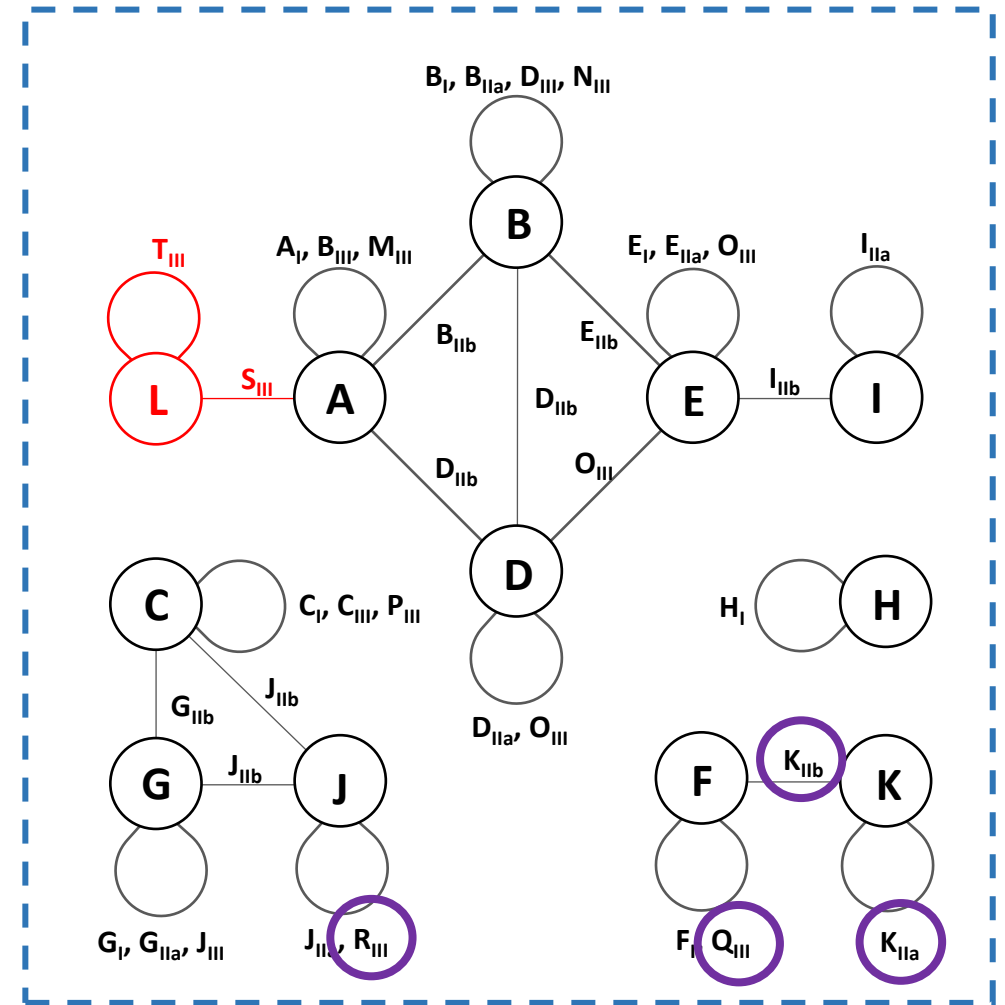 B_I, B_IIa, D_III, N_III
B
T_III
A_I, B_III, M_III
E_I, E_IIa, O_III
I_IIa
B_IIb
E_IIb
L
S_III
A
D_IIb
E
I_IIb
I
D_IIb
O_III
D
C
C_I, C_III, P_III
H_I
H
G_IIb
J_IIb
D_IIa, O_III
G
J_IIb
J
F
K_IIb
K
G_I, G_IIa, J_III
J_IIa, R_III
F_I, Q_III
K_IIa